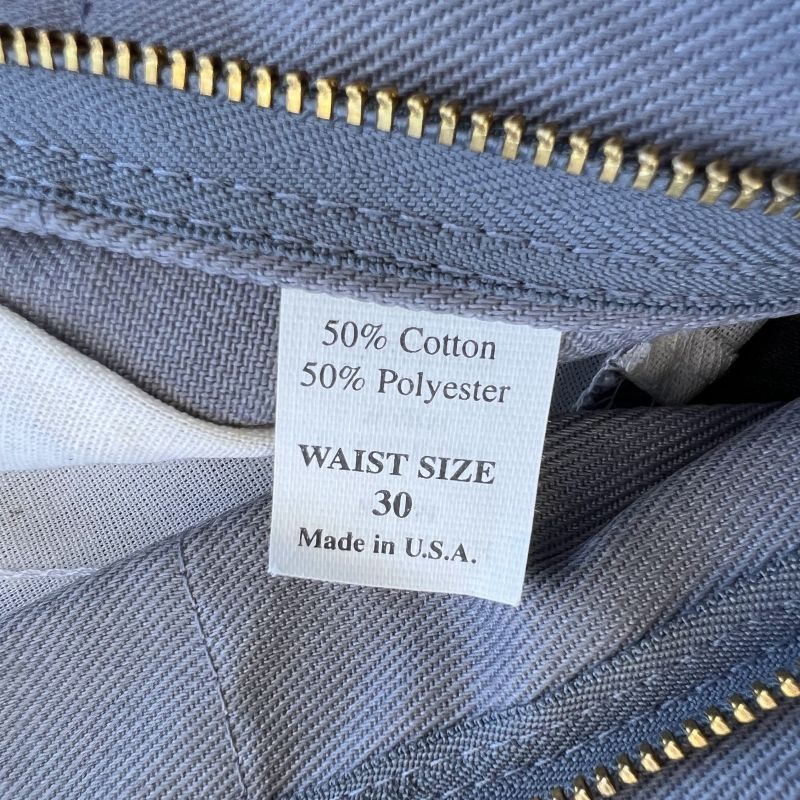 50% Cotton
50% Polyester
WAIST SIZE
30
Made in U.S.A.